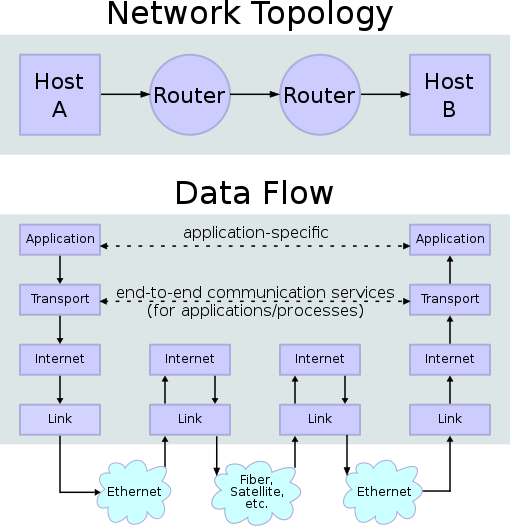 Network Topology
Host
A
Router
Router
Host
B
Data Flow
Application
application-specific
Application
Transport
end-to-end communication services
(for applications/processes)
Transport
Internet
Internet
Internet
Internet
Link
Link
Link
Link
Ethernet
Fiber,
Satellite,
etc.
Ethernet